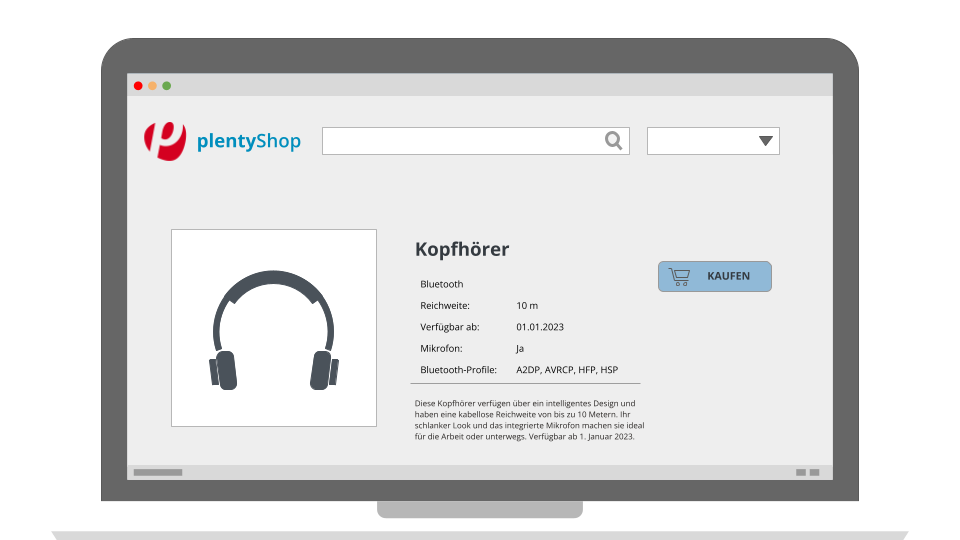 plentyShop
Kopfhörer
KAUFEN
Bluetooth
Reichweite: 10 m
Verfügbar ab: 01.01.2023
Mikrofon: Ja
Bluetooth-Profile: A2DP, AVRCP, HFP, HSP
Diese Kopfhörer verfügen über ein intelligentes Design und
haben eine kabellose Reichweite von bis zu 10 Metern. Ihr
schlanker Look und das integrierte Mikrofon machen sie ideal
für die Arbeit oder unterwegs. Verfügbar ab 1. Januar 2023.